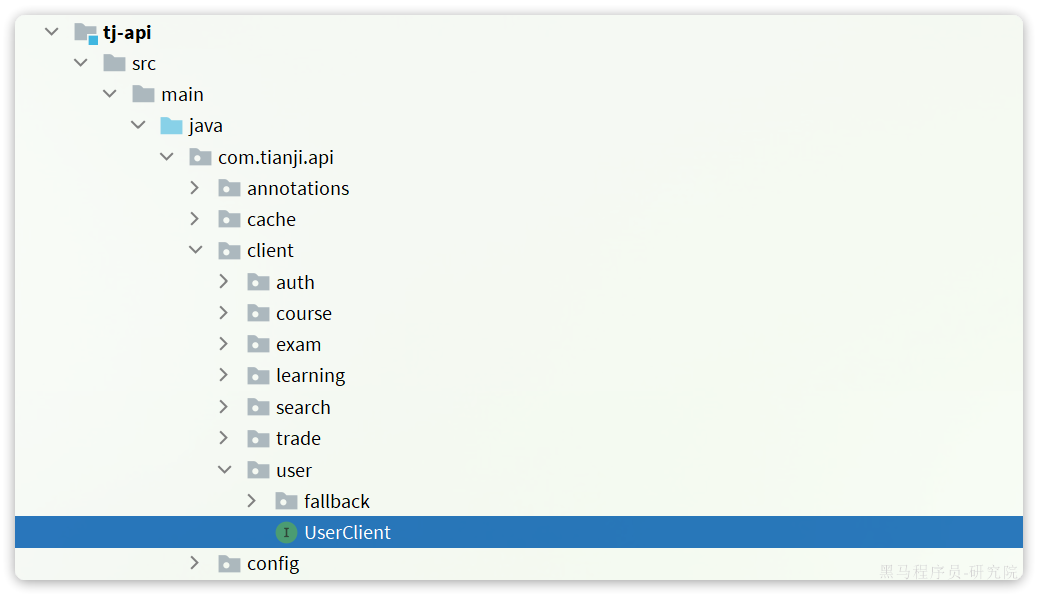 tj-api
src
main
java
com.tianji.api
annotations
cache
client
auth
course
exam
learning
search
trade
user
fallback
I UserClient
config
黑马程序员-研究院